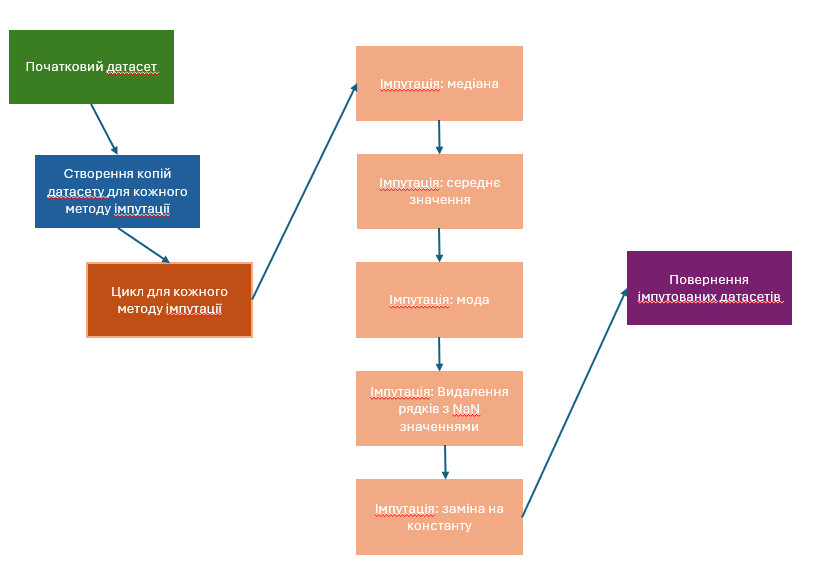 Початковий датасет
Створення копій
датасету для кожного
методу імпутації
Цикл для кожного
методу імпутації
Імпутація: медіана
Імпутація: середнє
значення
Імпутація: мода
Імпутація: Видалення
рядків з NaN
значеннями
Імпутація: заміна на
константу
Повернення
імпутованих датасетів